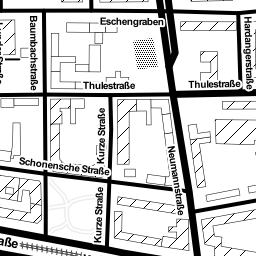 Eschengraben
Baumbachstraße
Hardangerstraße
Thulestraße
Thulestraße
Kurze Straße
Schonensche Straße
Neumannstraße
Kurze Straße